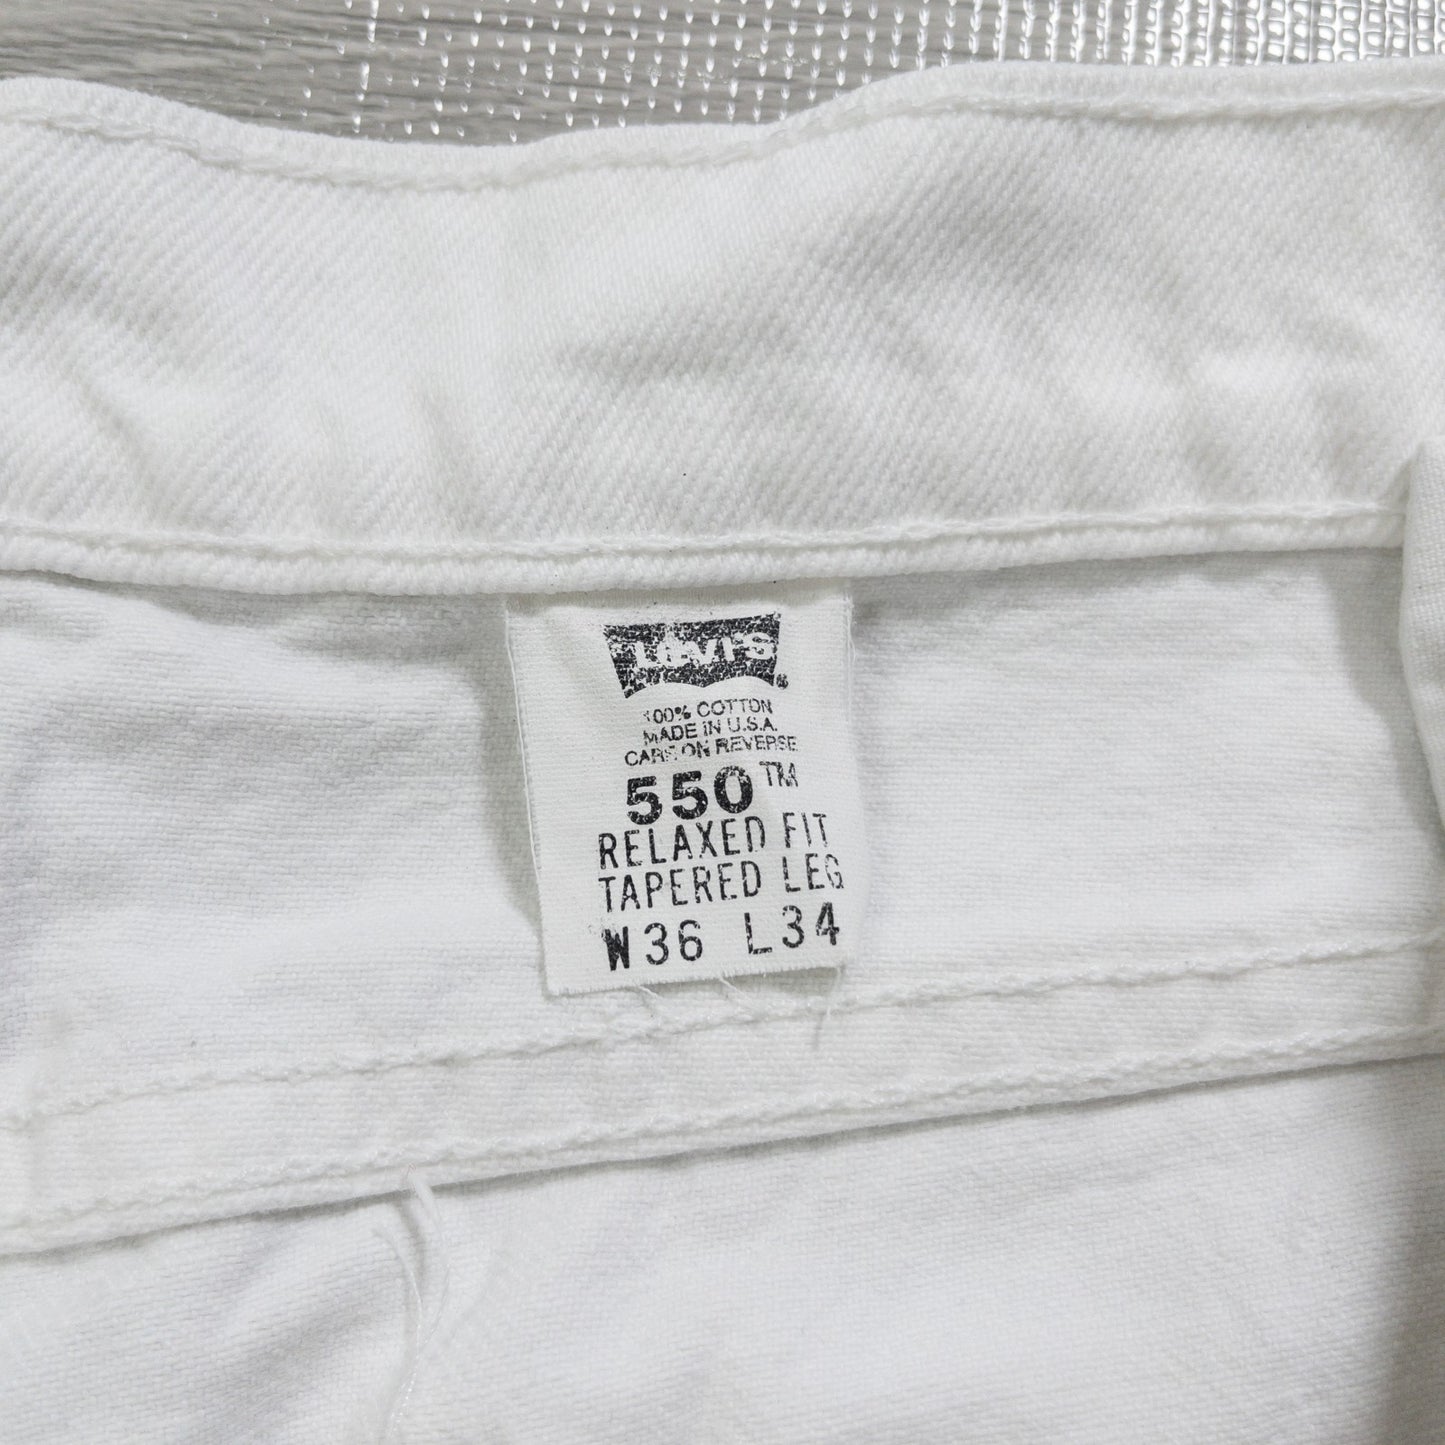 Levi's®
100% COTTON
MADE IN U.S.A.
CARE ON REVERSE
550™
RELAXED FIT
TAPERED LEG
W36 L34